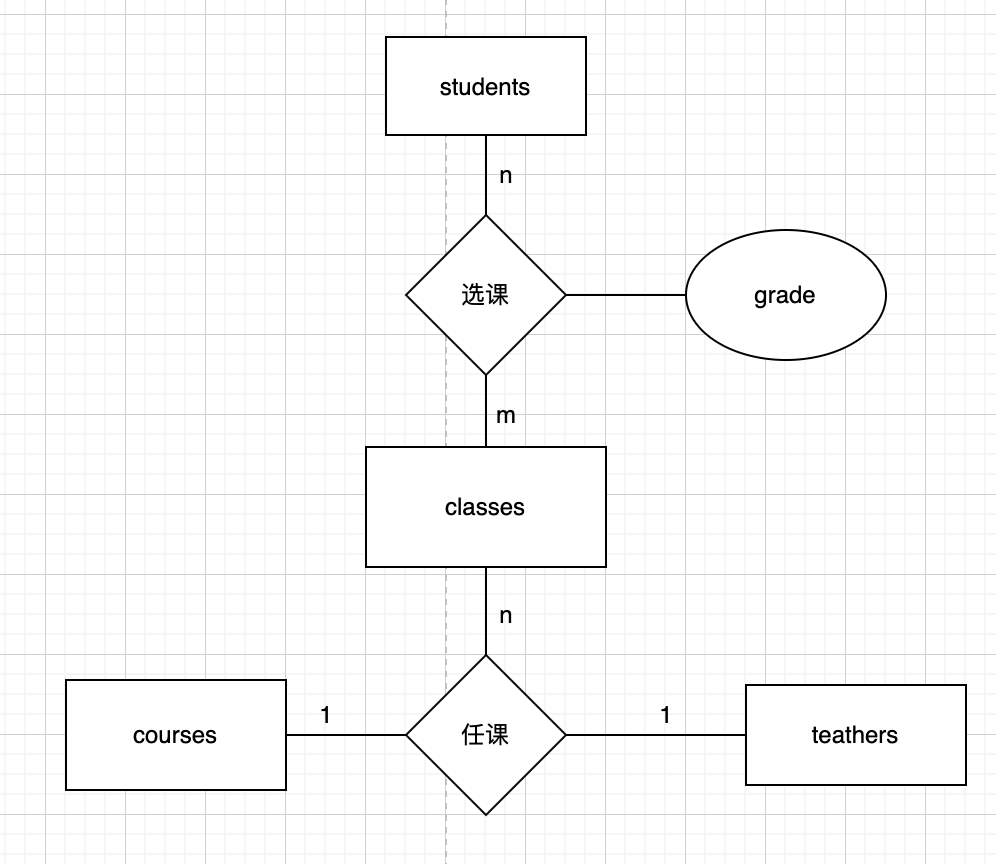 students
n
选课
grade
m
classes
n
courses
1
任课
1
teathers